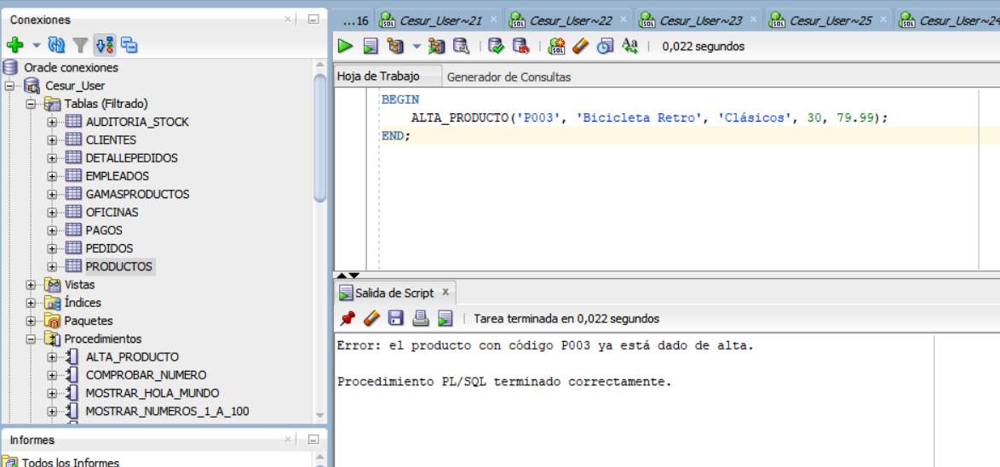 Conexiones
Oracle conexiones
Cesur_User
Tablas (Filtrado)
AUDITORIA_STOCK
CLIENTES
DETALLEPEDIDOS
EMPLEADOS
GAMASPRODUCTOS
OFICINAS
PAGOS
PEDIDOS
PRODUCTOS
Vistas
Índices
Paquetes
Procedimientos
ALTA_PRODUCTO
COMPROBAR_NUMERO
MOSTRAR_HOLA_MUNDO
MOSTRAR_NUMEROS_1_A_100
Informes
Todos los Informes
...16 Cesur_User~21 Cesur_User~22 Cesur_User~23 Cesur_User~25 Cesur_User~24
0,022 segundos
Hoja de Trabajo Generador de Consultas
BEGIN
ALTA_PRODUCTO('P003', 'Bicicleta Retro', 'Clásicos', 30, 79.99);
END;
Salida de Script x
Tarea terminada en 0,022 segundos
Error: el producto con código P003 ya está dado de alta.
Procedimiento PL/SQL terminado correctamente.